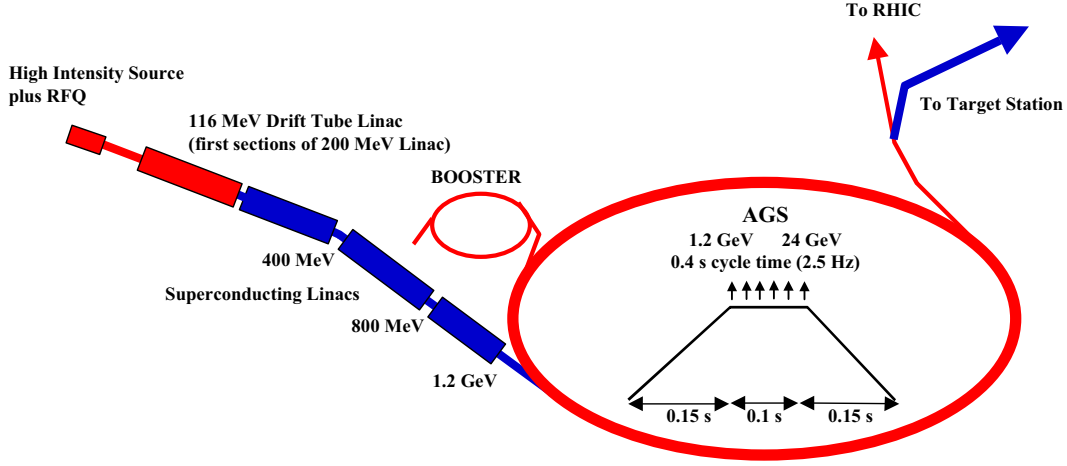 To RHIC
High Intensity Source
plus RFQ
To Target Station
116 MeV Drift Tube Linac
(first sections of 200 MeV Linac)
BOOSTER
AGS
1.2 GeV 24 GeV
0.4 s cycle time (2.5 Hz)
400 MeV
Superconducting Linacs
800 MeV
1.2 GeV
0.15 s 0.1 s 0.15 s